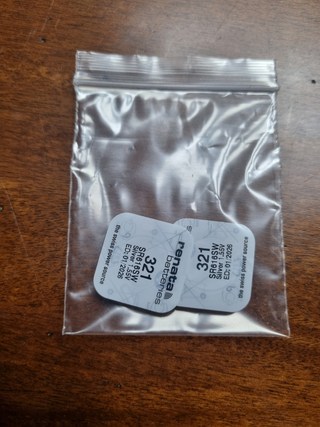 the swiss power source
ED: 01/2026
Silver 1.55V
SR616SW
321
renata
batteries
321
SR616SW
Silver 1.55V
ED: 01/2026
the swiss power source